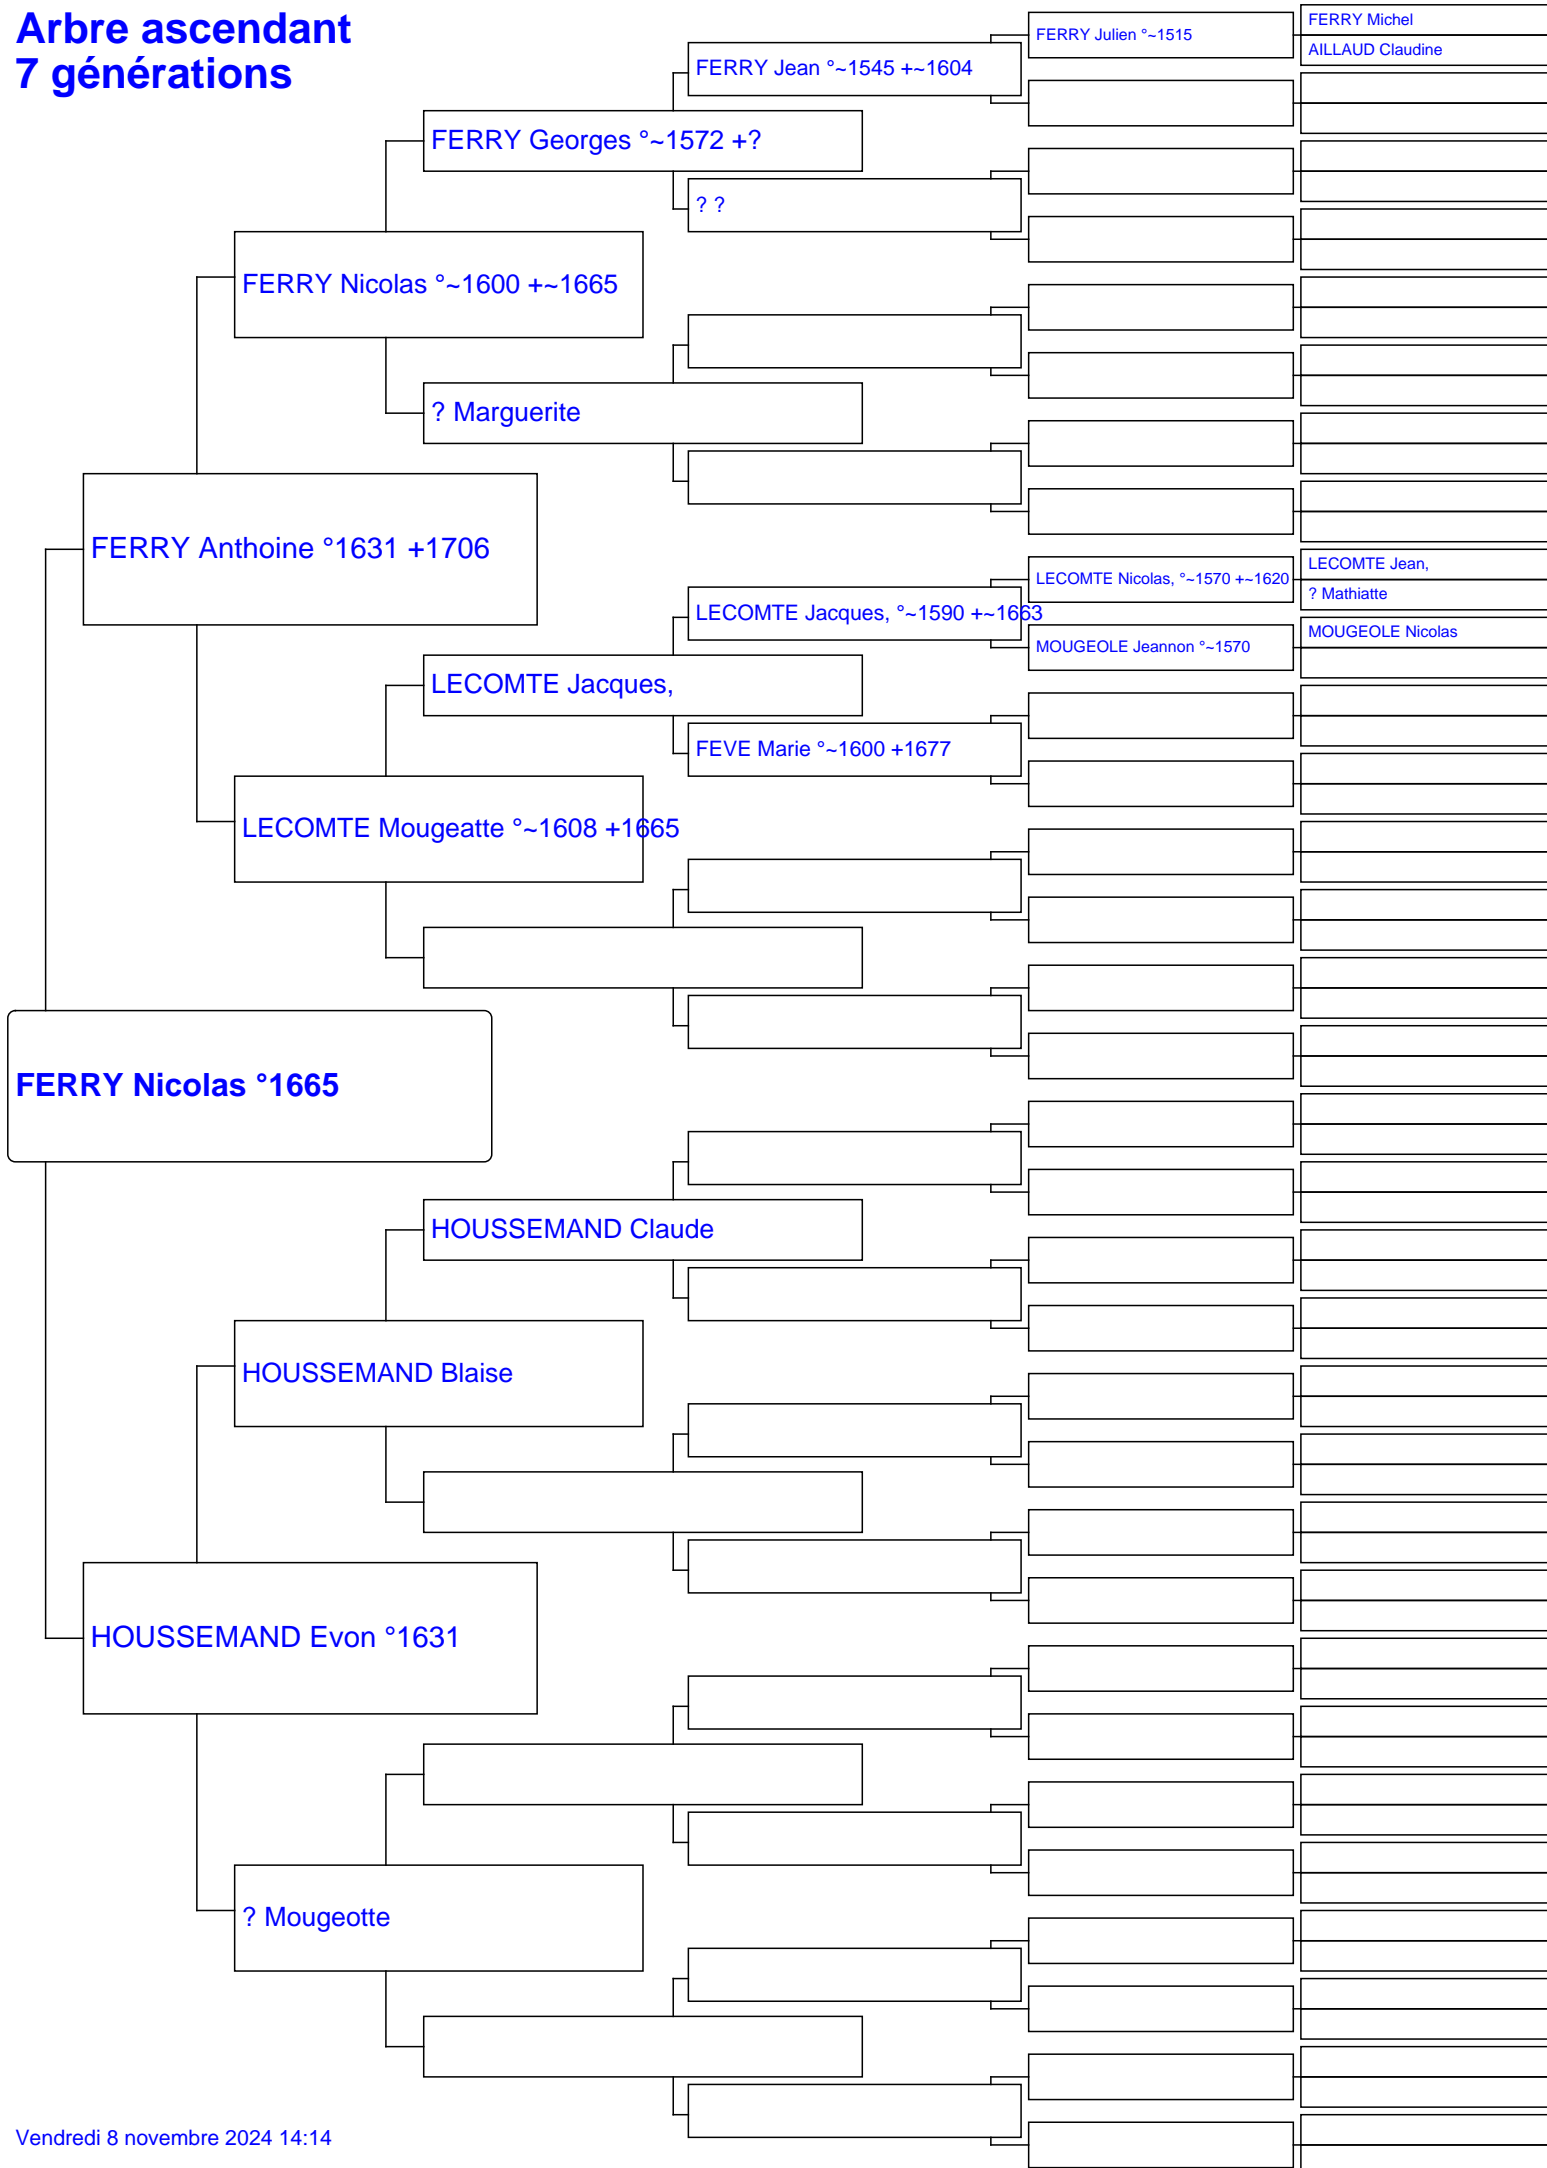 Arbre ascendant
7 générations
FERRY Michel
AILLAUD Claudine
FERRY Julien °~1515
FERRY Jean °~1545 +~1604
FERRY Georges °~1572 +?
? ?
FERRY Nicolas °~1600 +~1665
? Marguerite
FERRY Anthoine °1631 +1706
LECOMTE Jean,
? Mathiatte
LECOMTE Nicolas, °~1570 +~1620
LECOMTE Jacques, °~1590 +~1663
MOUGEOLE Nicolas
MOUGEOLE Jeannon °~1570
LECOMTE Jacques,
FEVE Marie °~1600 +1677
LECOMTE Mougeatte °~1608 +1665
FERRY Nicolas °1665
HOUSSEMAND Claude
HOUSSEMAND Blaise
HOUSSEMAND Evon °1631
? Mougeotte
Vendredi 8 novembre 2024 14:14